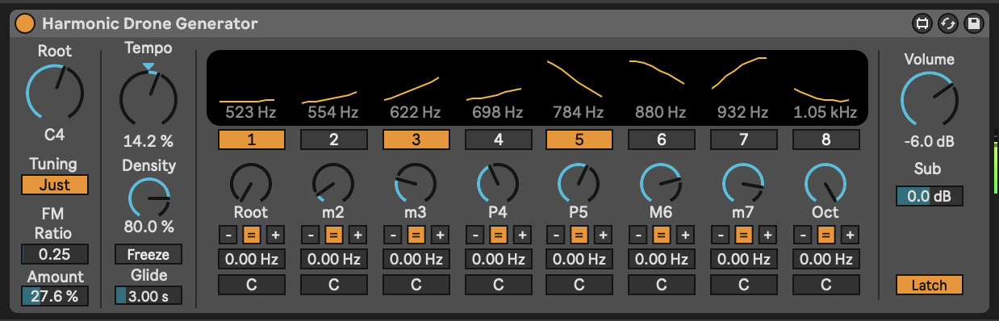 Harmonic Drone Generator
Root
C4
Tuning
Just
FM
Ratio
0.25
Amount
27.6 %
Tempo
14.2 %
Density
80.0 %
Freeze
Glide
3.00 s
523 Hz 554 Hz 622 Hz 698 Hz 784 Hz 880 Hz 932 Hz 1.05 kHz
1 2 3 4 5 6 7 8
Root m2 m3 P4 P5 M6 m7 Oct
- = + - = + - = + - = + - = + - = + - = + - = +
0.00 Hz 0.00 Hz 0.00 Hz 0.00 Hz 0.00 Hz 0.00 Hz 0.00 Hz 0.00 Hz
C C C C C C C C
Volume
-6.0 dB
Sub
0.0 dB
Latch